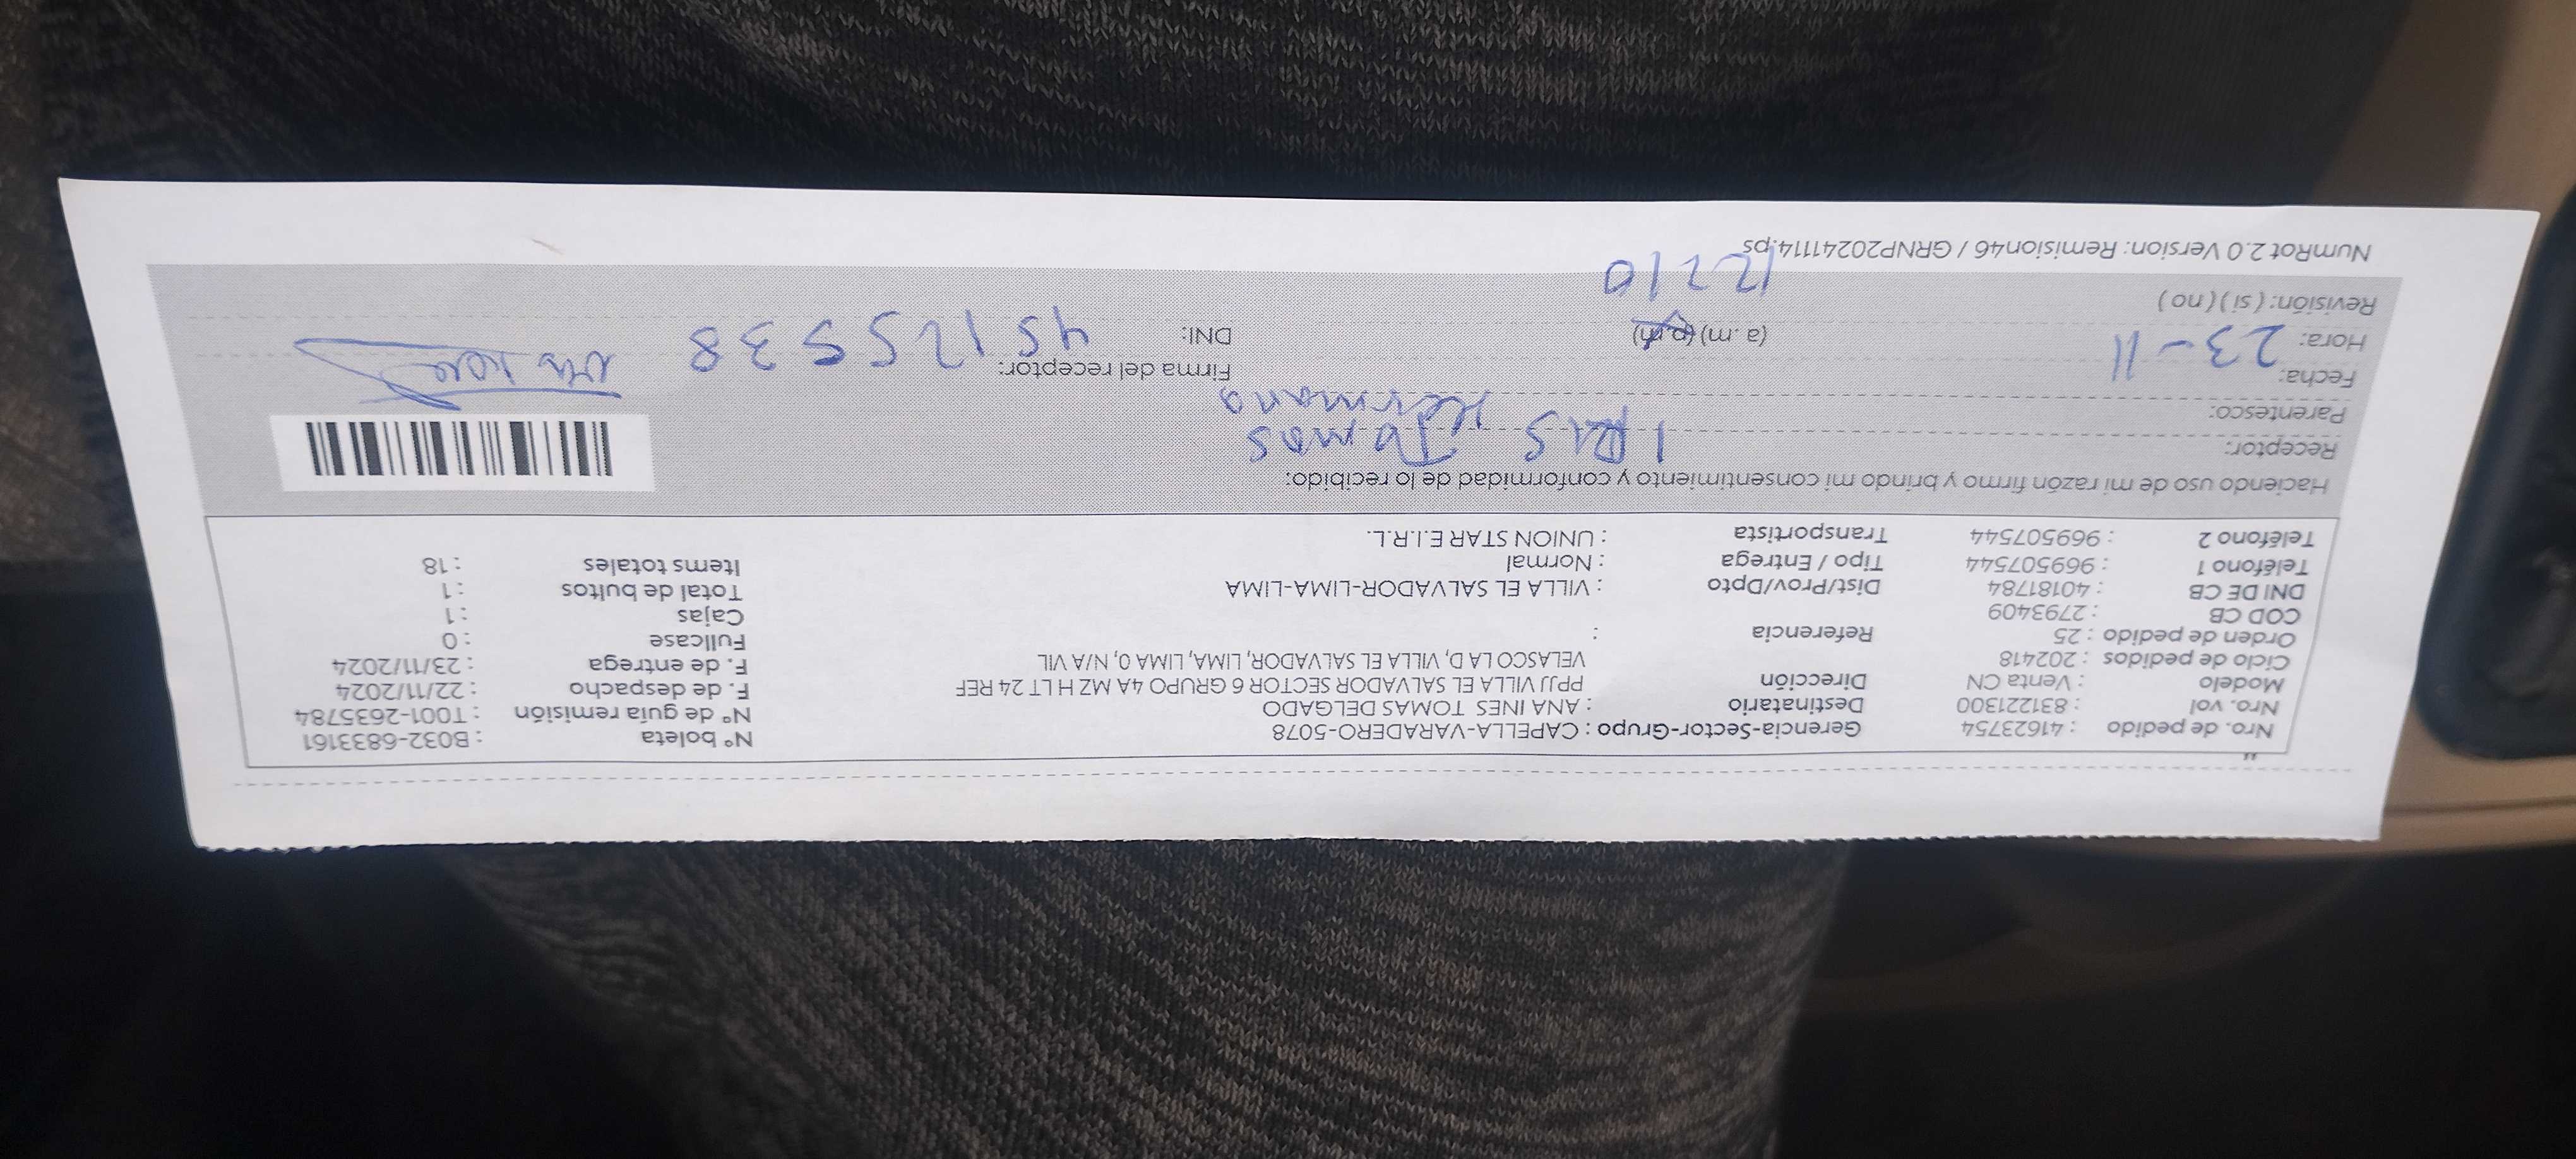 Nro. de pedido : 41623754 Gerencia-Sector-Grupo : CAPELLA-VARADERO-5078 N° boleta : B032-6833161
Nro. vol : 831221300 Destinatario : ANA INES TOMAS DELGADO N° de guia remisión : T001-2635784
Modelo : Venta CN Dirección PPJJ VILLA EL SALVADOR SECTOR 6 GRUPO 4A MZ H LT 24 REF F. de despacho : 22/11/2024
Ciclo de pedidos : 202418 VELASCO LA D, VILLA EL SALVADOR, LIMA, LIMA 0, N/A VIL F. de entrega : 23/11/2024
Orden de pedido : 25 Referencia : Fullcase : 0
COD CB : 2793409 Cajas : 1
DNI DE CB : 40181784 Dist/Prov/Dpto : VILLA EL SALVADOR-LIMA-LIMA Total de bultos : 1
Teléfono 1 : 969507544 Tipo / Entrega : Normal Items totales : 18
Teléfono 2 : 969507544 Transportista : UNION STAR E.I.R.L.
Haciendo uso de mi razón firmo y brindo mi consentimiento y conformidad de lo recibido:
Receptor: IRIS Tomas
Parentesco: Hermana
Fecha: 23-11 Firma del receptor:
Hora: 12 210 (a.m) (p.m) DNI: 45125538
Revisión: (si) (no)
NumRot 2.0 Version: Remision46 / GRNP20241114.ps